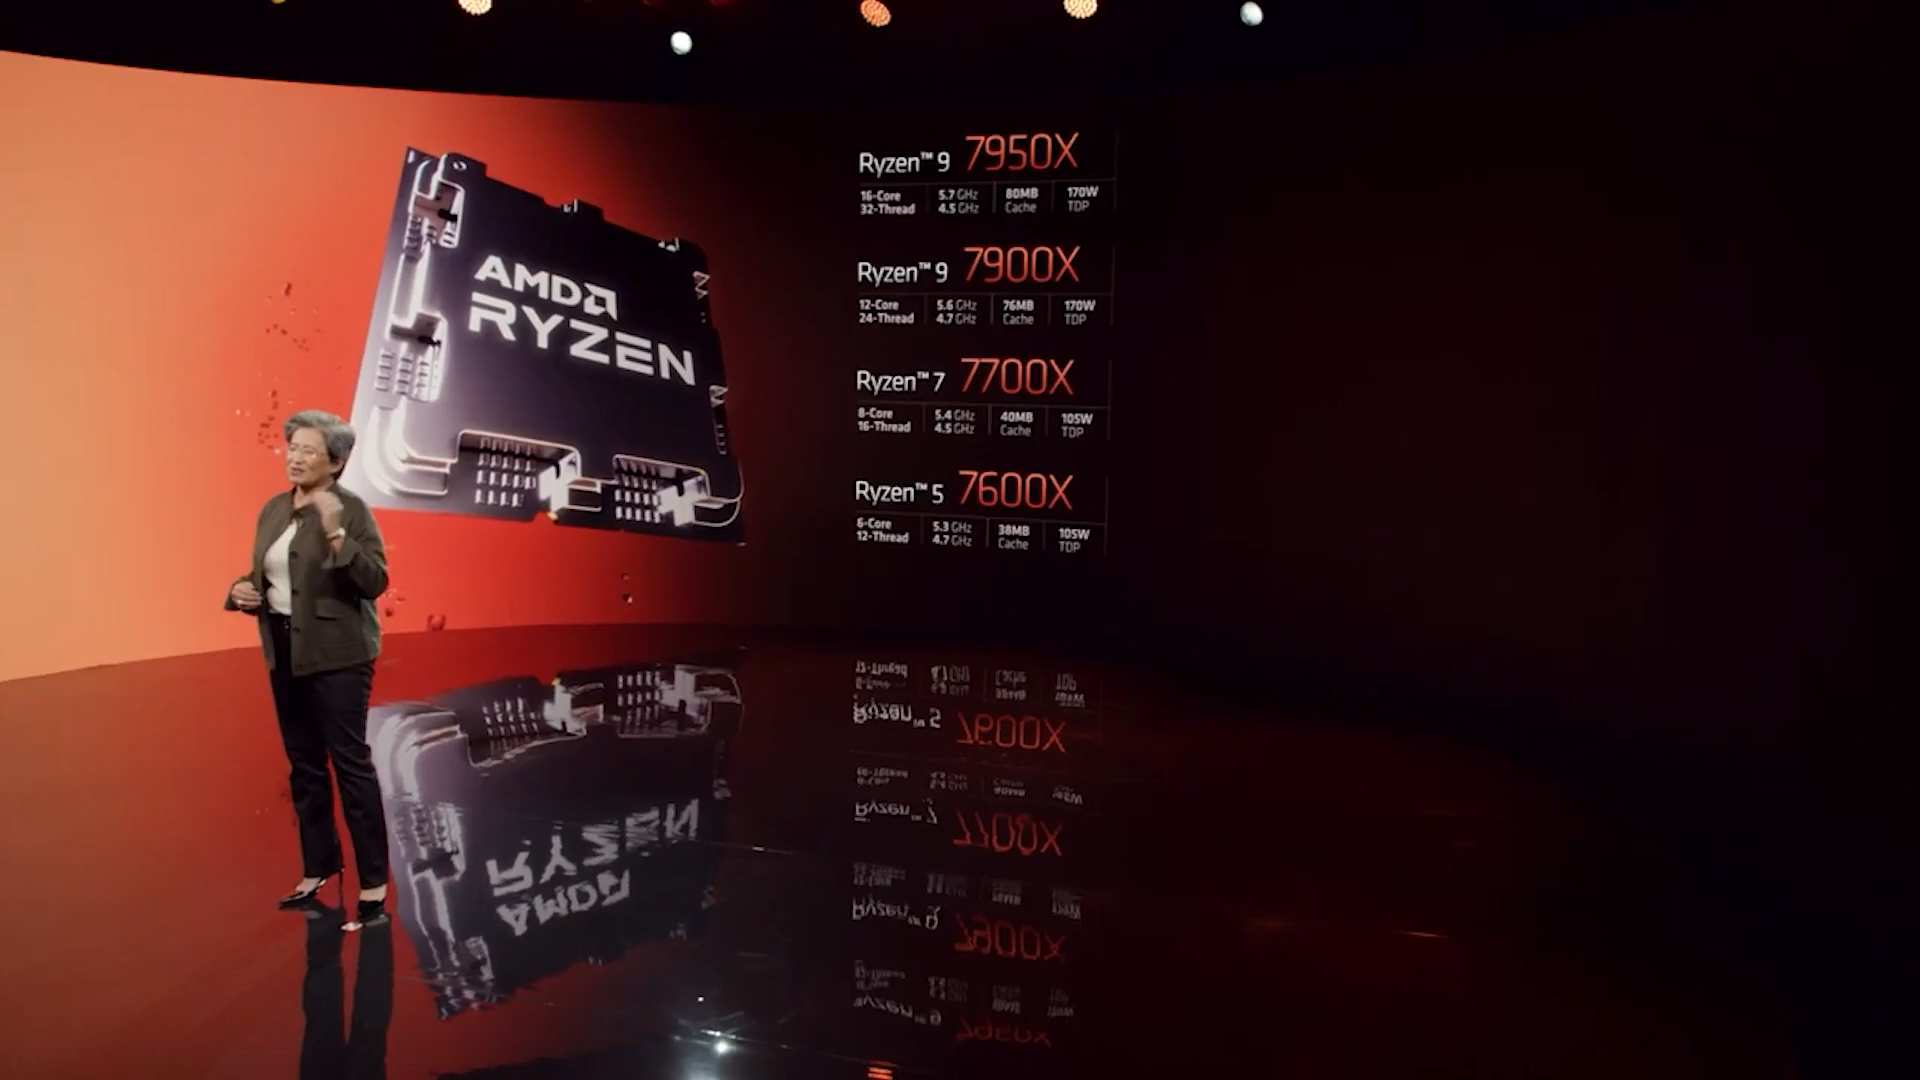 AMD
RYZEN
Ryzen™ 9 7950X
16-Core 5.7 GHz 80MB 170W
32-Thread 4.5 GHz Cache TDP
Ryzen™ 9 7900X
12-Core 5.6 GHz 76MB 170W
24-Thread 4.7 GHz Cache TDP
Ryzen™ 7 7700X
8-Core 5.4 GHz 40MB 105W
16-Thread 4.5 GHz Cache TDP
Ryzen™ 5 7600X
6-Core 5.3 GHz 38MB 105W
12-Thread 4.7 GHz Cache TDP